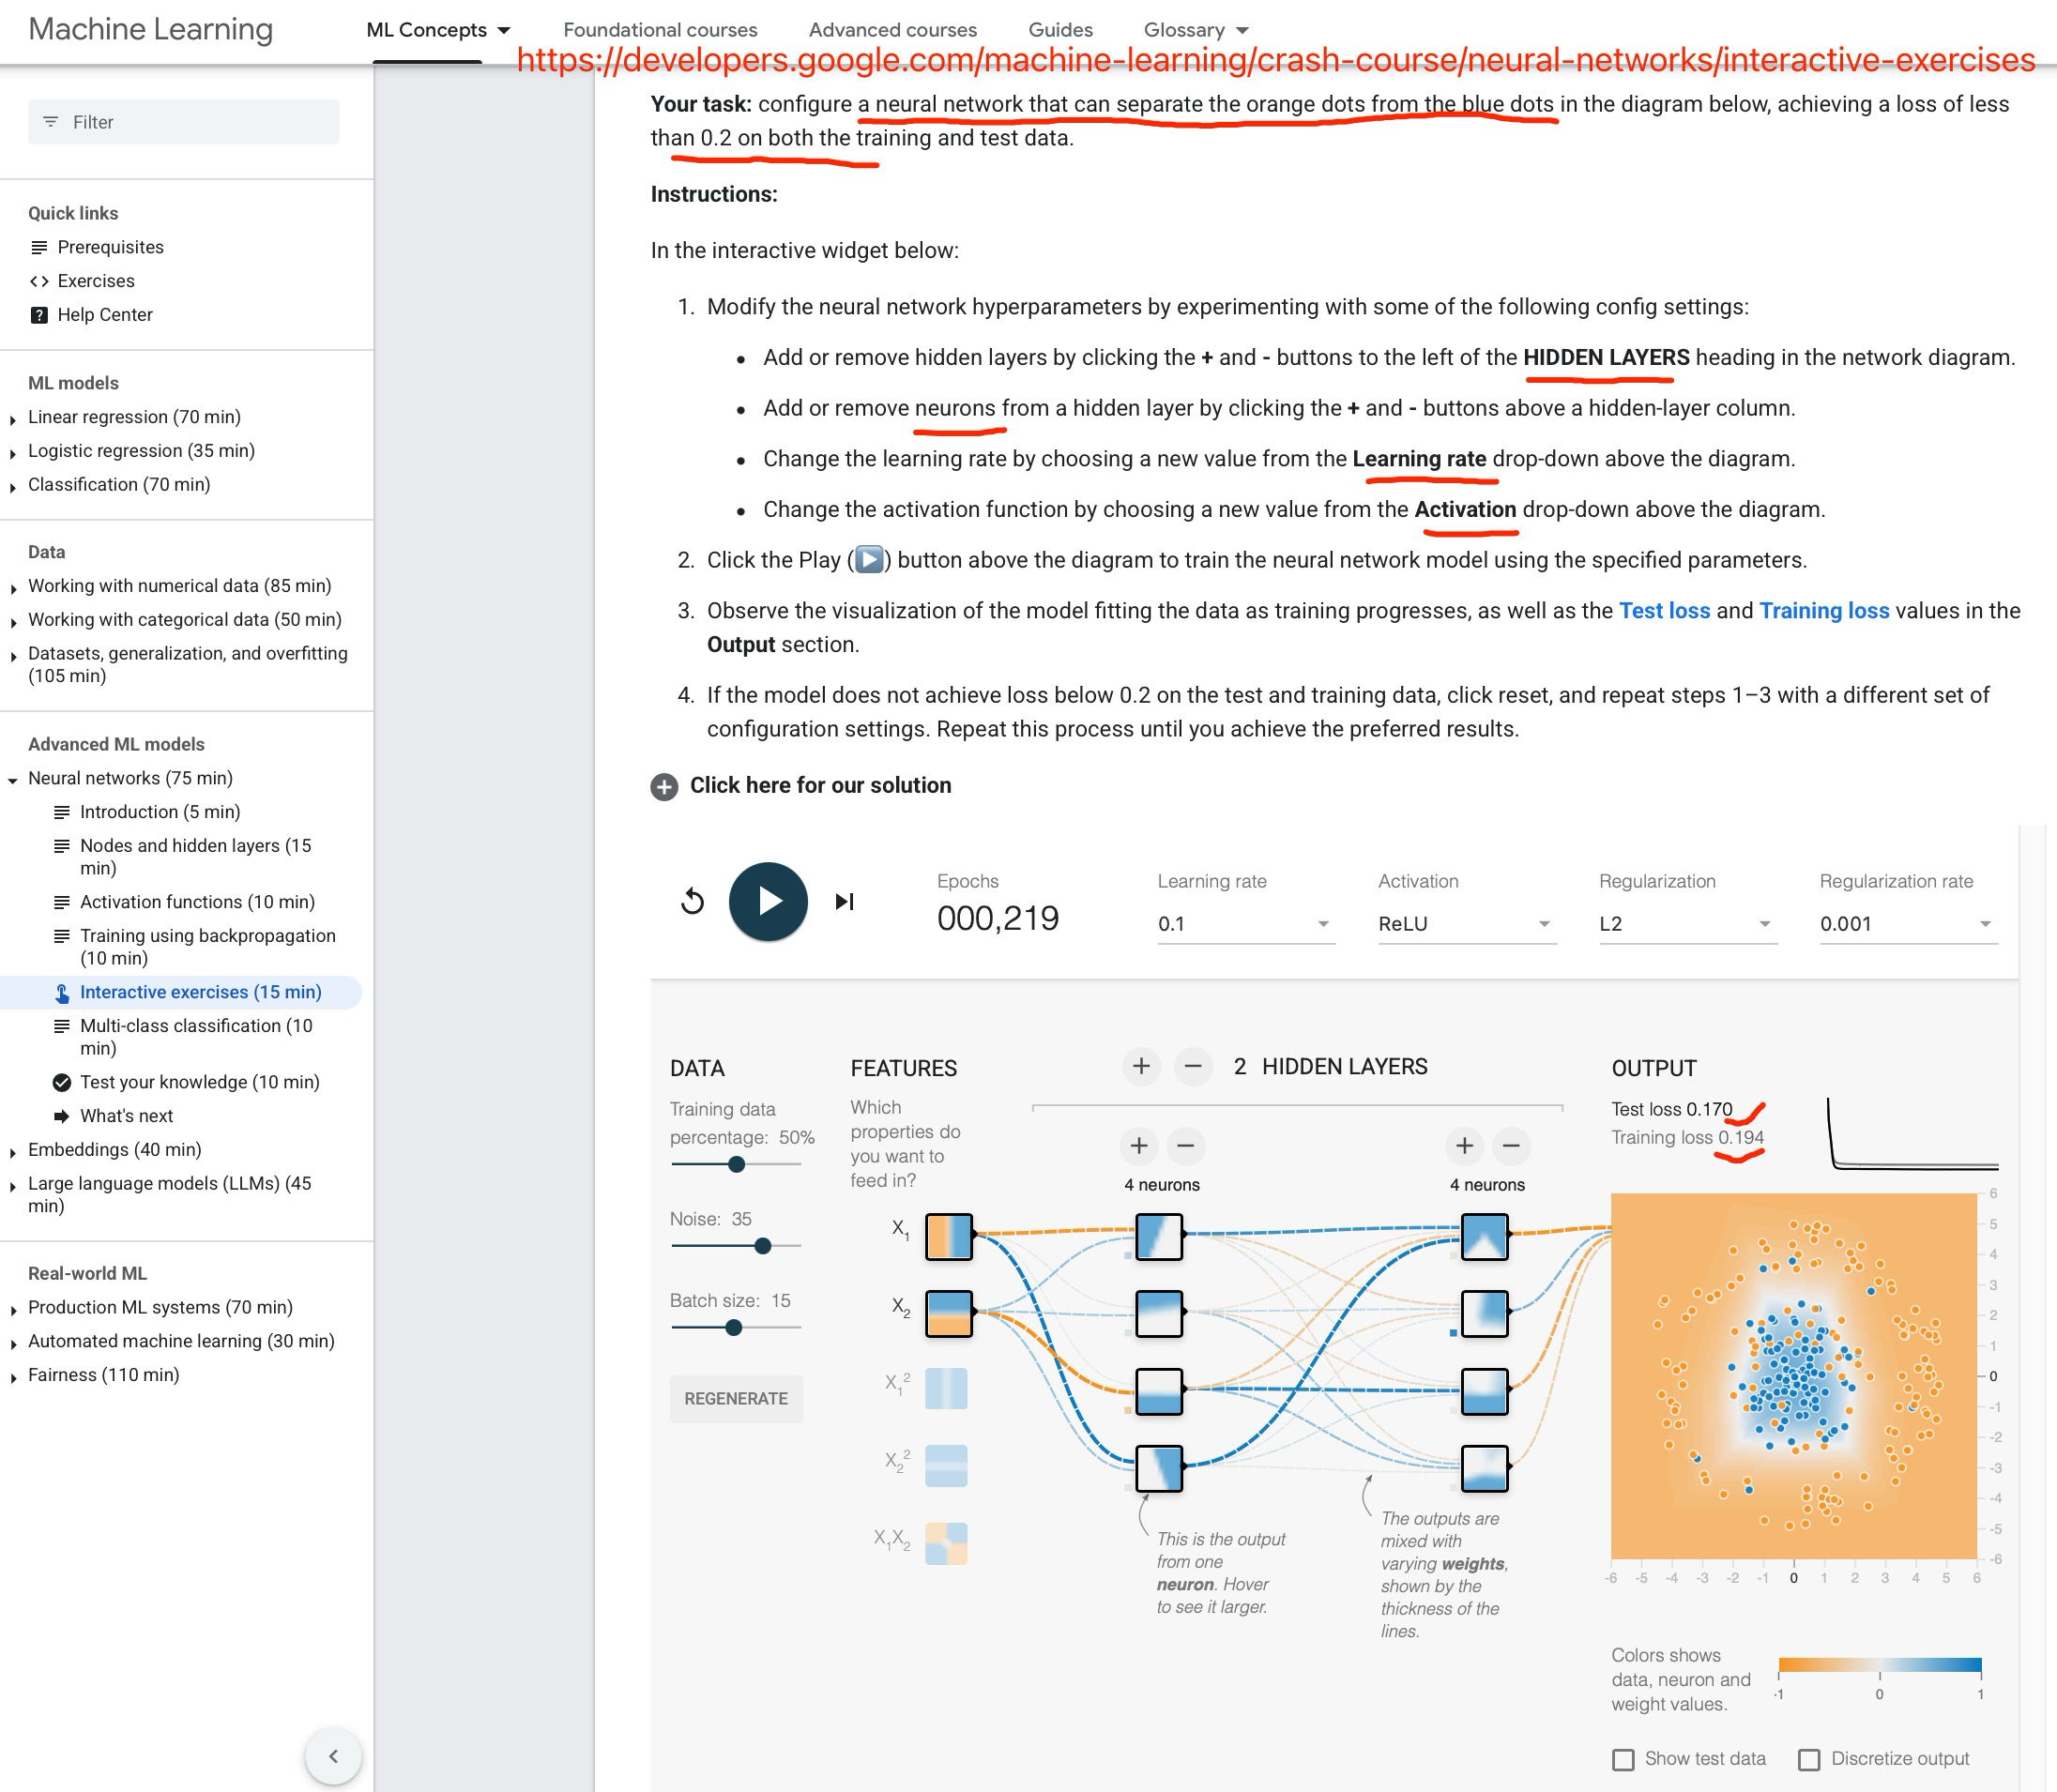 Machine Learning
ML Concepts
Foundational courses
Advanced courses
Guides
Glossary
https://developers.google.com/machine-learning/crash-course/neural-networks/interactive-exercises
Filter
Quick links
Prerequisites
Exercises
Help Center
ML models
Linear regression (70 min)
Logistic regression (35 min)
Classification (70 min)
Data
Working with numerical data (85 min)
Working with categorical data (50 min)
Datasets, generalization, and overfitting
(105 min)
Advanced ML models
Neural networks (75 min)
Introduction (5 min)
Nodes and hidden layers (15
min)
Activation functions (10 min)
Training using backpropagation
(10 min)
Interactive exercises (15 min)
Multi-class classification (10
min)
Test your knowledge (10 min)
What's next
Embeddings (40 min)
Large language models (LLMs) (45
min)
Real-world ML
Production ML systems (70 min)
Automated machine learning (30 min)
Fairness (110 min)
Your task: configure a neural network that can separate the orange dots from the blue dots in the diagram below, achieving a loss of less
than 0.2 on both the training and test data.
Instructions:
In the interactive widget below:
1. Modify the neural network hyperparameters by experimenting with some of the following config settings:
• Add or remove hidden layers by clicking the + and - buttons to the left of the HIDDEN LAYERS heading in the network diagram.
• Add or remove neurons from a hidden layer by clicking the + and - buttons above a hidden-layer column.
• Change the learning rate by choosing a new value from the Learning rate drop-down above the diagram.
• Change the activation function by choosing a new value from the Activation drop-down above the diagram.
2. Click the Play (▶) button above the diagram to train the neural network model using the specified parameters.
3. Observe the visualization of the model fitting the data as training progresses, as well as the Test loss and Training loss values in the
Output section.
4. If the model does not achieve loss below 0.2 on the test and training data, click reset, and repeat steps 1–3 with a different set of
configuration settings. Repeat this process until you achieve the preferred results.
Click here for our solution
Epochs
000,219
Learning rate
0.1
Activation
ReLU
Regularization
L2
Regularization rate
0.001
DATA
Training data
percentage: 50%
Noise: 35
Batch size: 15
REGENERATE
FEATURES
Which
properties do
you want to
feed in?
X1
X2
X1²
X2²
X1X2
+ − 2 HIDDEN LAYERS
+ −
4 neurons
+ −
4 neurons
This is the output
from one
neuron. Hover
to see it larger.
The outputs are
mixed with
varying weights,
shown by the
thickness of the
lines.
OUTPUT
Test loss 0.170
Training loss 0.194
6
5
4
3
2
1
0
-1
-2
-3
-4
-5
-6
-6 -5 -4 -3 -2 -1 0 1 2 3 4 5 6
Colors shows
data, neuron and
weight values.
-1 0 1
Show test data
Discretize output